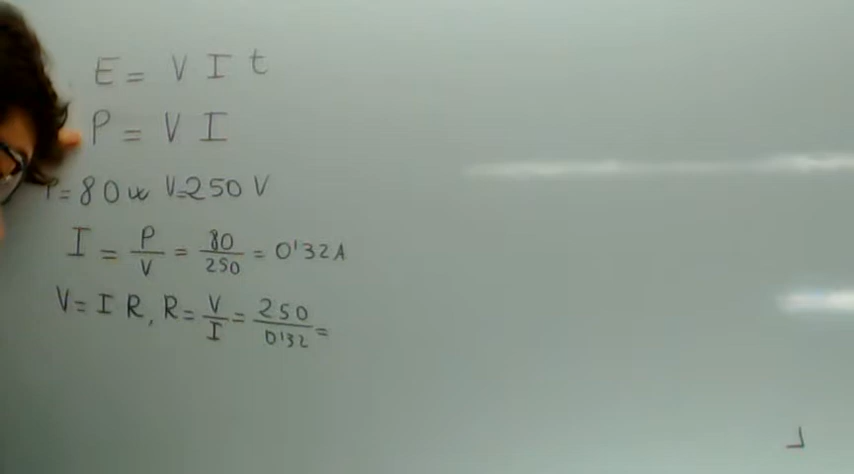 E = V I t
P = V I
P = 80 w V=250 V
I = P/V = 80/250 = 0'32 A
V = I R, R = V/I = 250/0'32 =